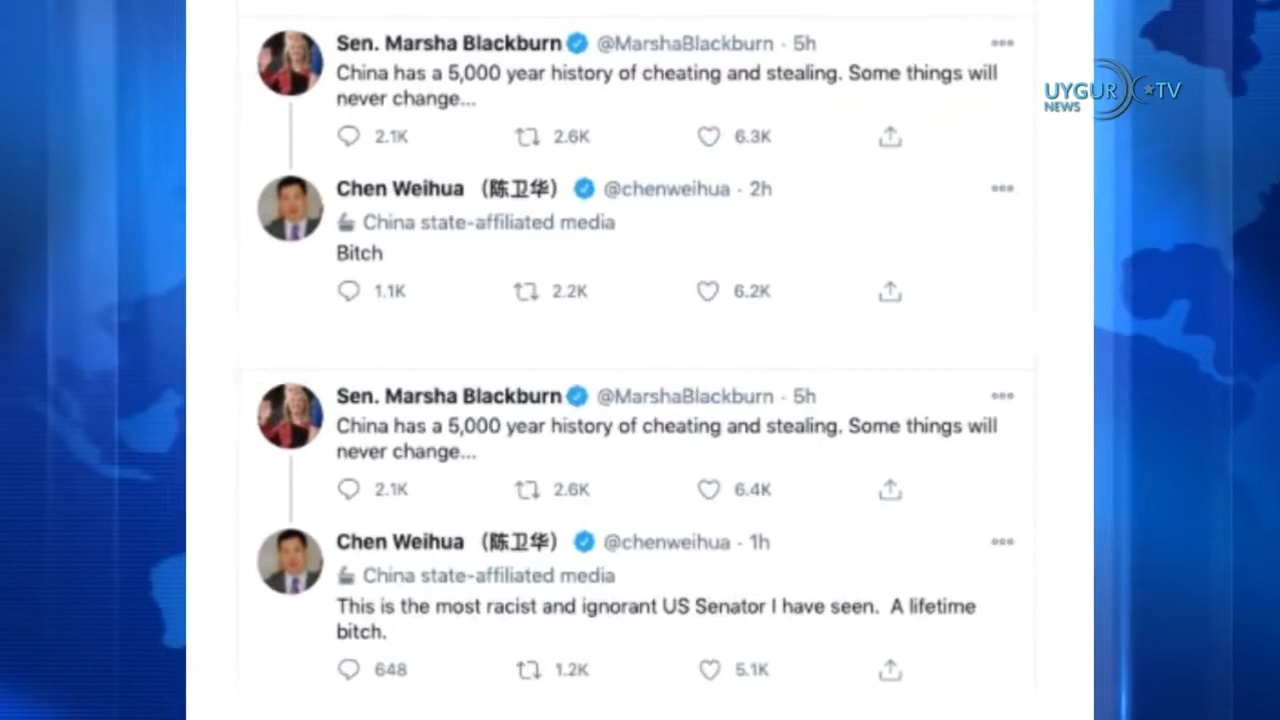 Sen. Marsha Blackburn @MarshaBlackburn · 5h
China has a 5,000 year history of cheating and stealing. Some things will
never change...
2.1K 2.6K 6.3K
UYGUR TV
NEWS
Chen Weihua (陈卫华) @chenweihua · 2h
China state-affiliated media
Bitch
1.1K 2.2K 6.2K
Sen. Marsha Blackburn @MarshaBlackburn · 5h
China has a 5,000 year history of cheating and stealing. Some things will
never change...
2.1K 2.6K 6.4K
Chen Weihua (陈卫华) @chenweihua · 1h
China state-affiliated media
This is the most racist and ignorant US Senator I have seen. A lifetime
bitch.
648 1.2K 5.1K